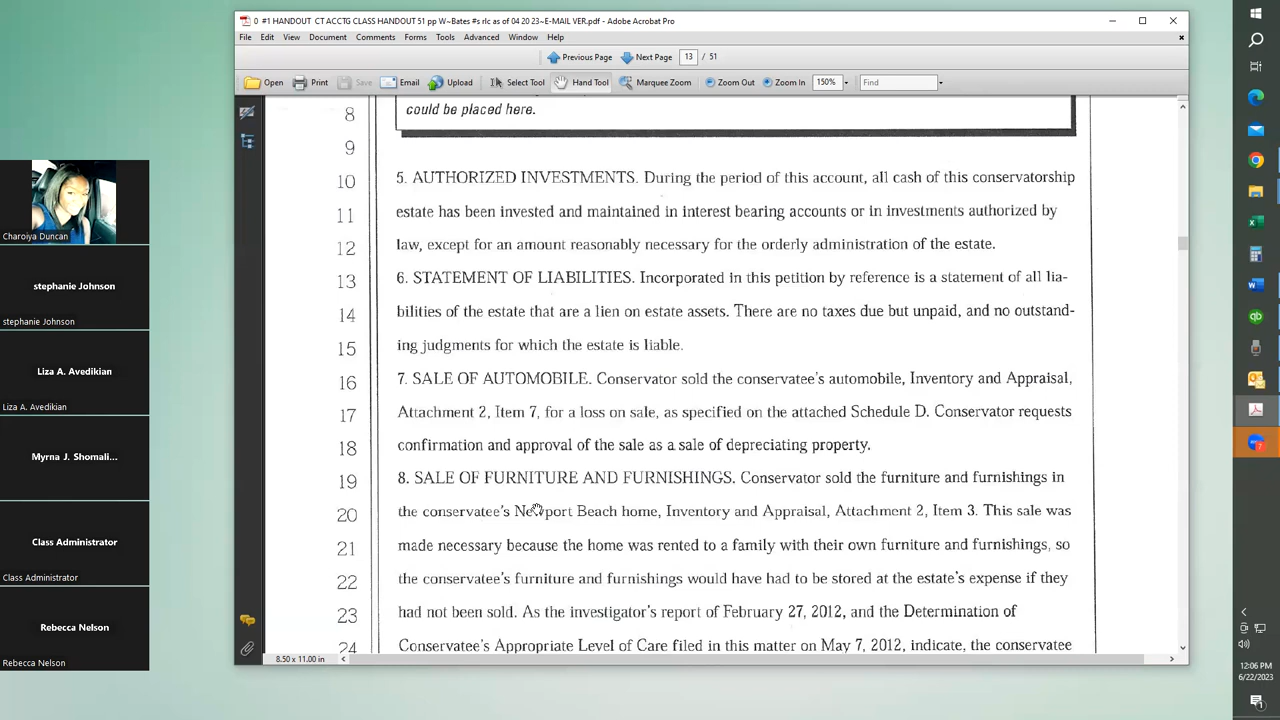 0 #1 HANDOUT CT ACCTG CLASS HANDOUT 51 pp W~Bates #s rlc as of 04 20 23~E-MAIL VER.pdf - Adobe Acrobat Pro
File Edit View Document Comments Forms Tools Advanced Window Help
Previous Page Next Page 13 / 51
Open Print Save Email Upload Select Tool Hand Tool Marquee Zoom Zoom Out Zoom In 150% Find
8 could be placed here.
9
10 5. AUTHORIZED INVESTMENTS. During the period of this account, all cash of this conservatorship
11 estate has been invested and maintained in interest bearing accounts or in investments authorized by
12 law, except for an amount reasonably necessary for the orderly administration of the estate.
13 6. STATEMENT OF LIABILITIES. Incorporated in this petition by reference is a statement of all lia-
14 bilities of the estate that are a lien on estate assets. There are no taxes due but unpaid, and no outstand-
15 ing judgments for which the estate is liable.
16 7. SALE OF AUTOMOBILE. Conservator sold the conservatee's automobile, Inventory and Appraisal,
17 Attachment 2, Item 7, for a loss on sale, as specified on the attached Schedule D. Conservator requests
18 confirmation and approval of the sale as a sale of depreciating property.
19 8. SALE OF FURNITURE AND FURNISHINGS. Conservator sold the furniture and furnishings in
20 the conservatee's Newport Beach home, Inventory and Appraisal, Attachment 2, Item 3. This sale was
21 made necessary because the home was rented to a family with their own furniture and furnishings, so
22 the conservatee's furniture and furnishings would have had to be stored at the estate's expense if they
23 had not been sold. As the investigator's report of February 27, 2012, and the Determination of
24 Conservatee's Appropriate Level of Care filed in this matter on May 7, 2012, indicate, the conservatee
8.50 x 11.00 in
Charoiya Duncan
stephanie Johnson
stephanie Johnson
Liza A. Avedikian
Liza A. Avedikian
Myrna J. Shomali...
Class Administrator
Class Administrator
Rebecca Nelson
Rebecca Nelson
12:06 PM
6/22/2023